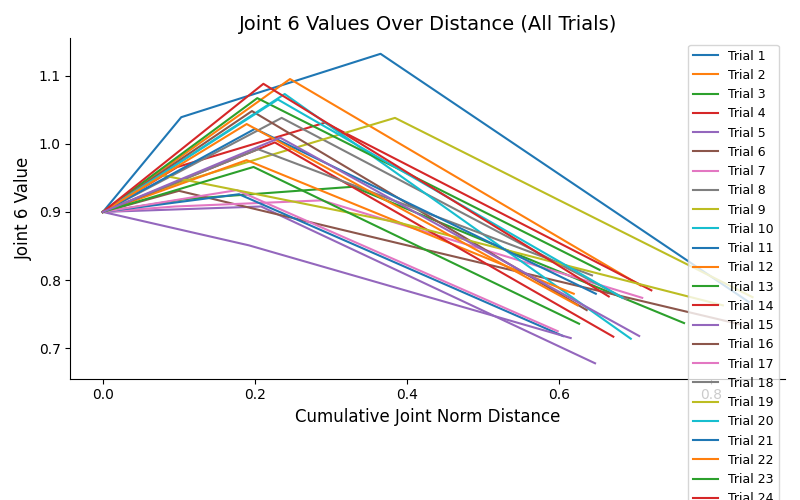 Joint 6 Values Over Distance (All Trials)
Joint 6 Value
1.1
1.0
0.9
0.8
0.7
0.0
0.2
0.4
0.6
0.8
Cumulative Joint Norm Distance
Trial 1
Trial 2
Trial 3
Trial 4
Trial 5
Trial 6
Trial 7
Trial 8
Trial 9
Trial 10
Trial 11
Trial 12
Trial 13
Trial 14
Trial 15
Trial 16
Trial 17
Trial 18
Trial 19
Trial 20
Trial 21
Trial 22
Trial 23
Trial 24